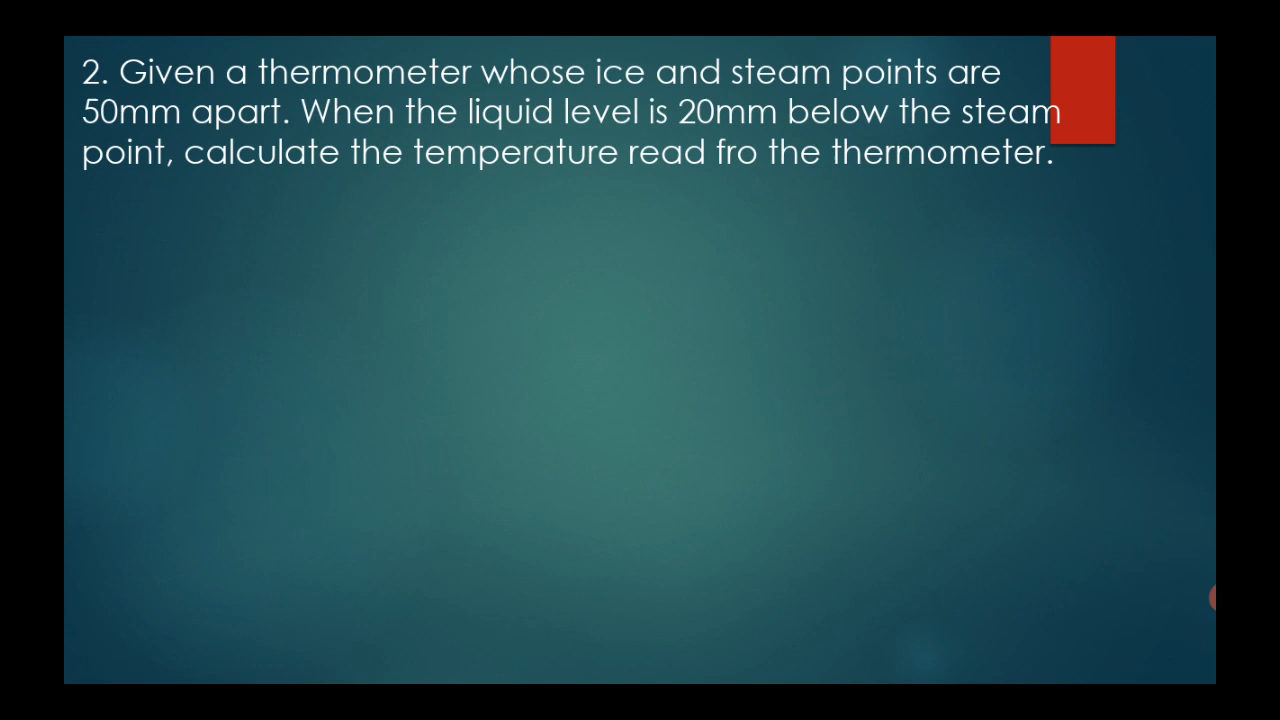 2. Given a thermometer whose ice and steam points are
50mm apart. When the liquid level is 20mm below the steam
point, calculate the temperature read fro the thermometer.